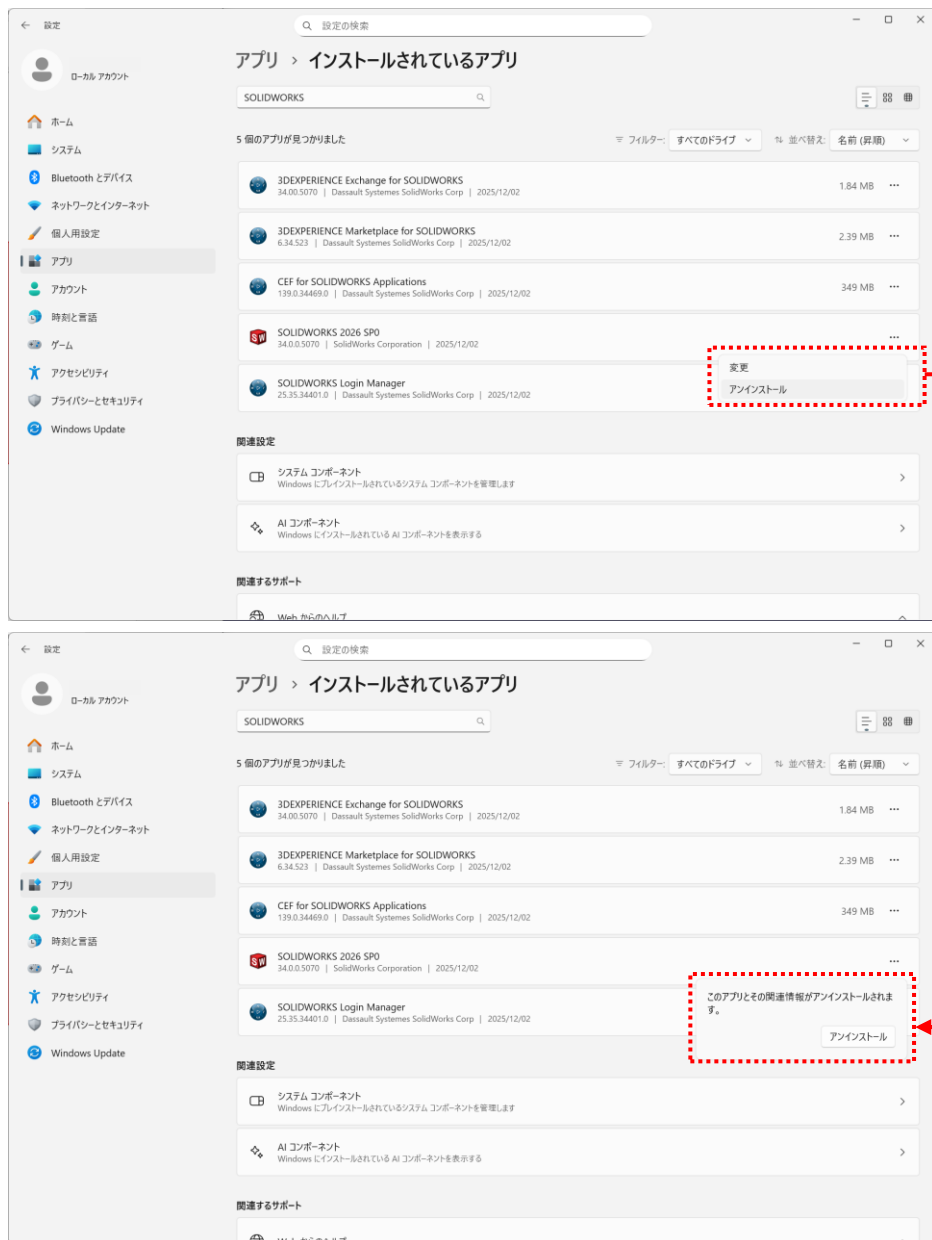 設定
設定の検索
ローカル アカウント
アプリ › インストールされているアプリ
SOLIDWORKS
ホーム
システム
Bluetooth とデバイス
ネットワークとインターネット
個人用設定
アプリ
アカウント
時刻と言語
ゲーム
アクセシビリティ
プライバシーとセキュリティ
Windows Update
5 個のアプリが見つかりました
フィルター: すべてのドライブ
並べ替え: 名前 (昇順)
3DEXPERIENCE Exchange for SOLIDWORKS
34.00.5070 | Dassault Systemes SolidWorks Corp | 2025/12/02
1.84 MB
3DEXPERIENCE Marketplace for SOLIDWORKS
6.34.523 | Dassault Systemes SolidWorks Corp | 2025/12/02
2.39 MB
CEF for SOLIDWORKS Applications
139.0.34469.0 | Dassault Systemes SolidWorks Corp | 2025/12/02
349 MB
SOLIDWORKS 2026 SP0
34.0.0.5070 | SolidWorks Corporation | 2025/12/02
変更
アンインストール
SOLIDWORKS Login Manager
25.35.34401.0 | Dassault Systemes SolidWorks Corp | 2025/12/02
関連設定
システム コンポーネント
Windows にプレインストールされているシステム コンポーネントを管理します
AI コンポーネント
Windows にインストールされている AI コンポーネントを表示する
関連するサポート
Web からのヘルプ
設定
設定の検索
ローカル アカウント
アプリ › インストールされているアプリ
SOLIDWORKS
ホーム
システム
Bluetooth とデバイス
ネットワークとインターネット
個人用設定
アプリ
アカウント
時刻と言語
ゲーム
アクセシビリティ
プライバシーとセキュリティ
Windows Update
5 個のアプリが見つかりました
フィルター: すべてのドライブ
並べ替え: 名前 (昇順)
3DEXPERIENCE Exchange for SOLIDWORKS
34.00.5070 | Dassault Systemes SolidWorks Corp | 2025/12/02
1.84 MB
3DEXPERIENCE Marketplace for SOLIDWORKS
6.34.523 | Dassault Systemes SolidWorks Corp | 2025/12/02
2.39 MB
CEF for SOLIDWORKS Applications
139.0.34469.0 | Dassault Systemes SolidWorks Corp | 2025/12/02
349 MB
SOLIDWORKS 2026 SP0
34.0.0.5070 | SolidWorks Corporation | 2025/12/02
このアプリとその関連情報がアンインストールされま
す。
アンインストール
SOLIDWORKS Login Manager
25.35.34401.0 | Dassault Systemes SolidWorks Corp | 2025/12/02
関連設定
システム コンポーネント
Windows にプレインストールされているシステム コンポーネントを管理します
AI コンポーネント
Windows にインストールされている AI コンポーネントを表示する
関連するサポート